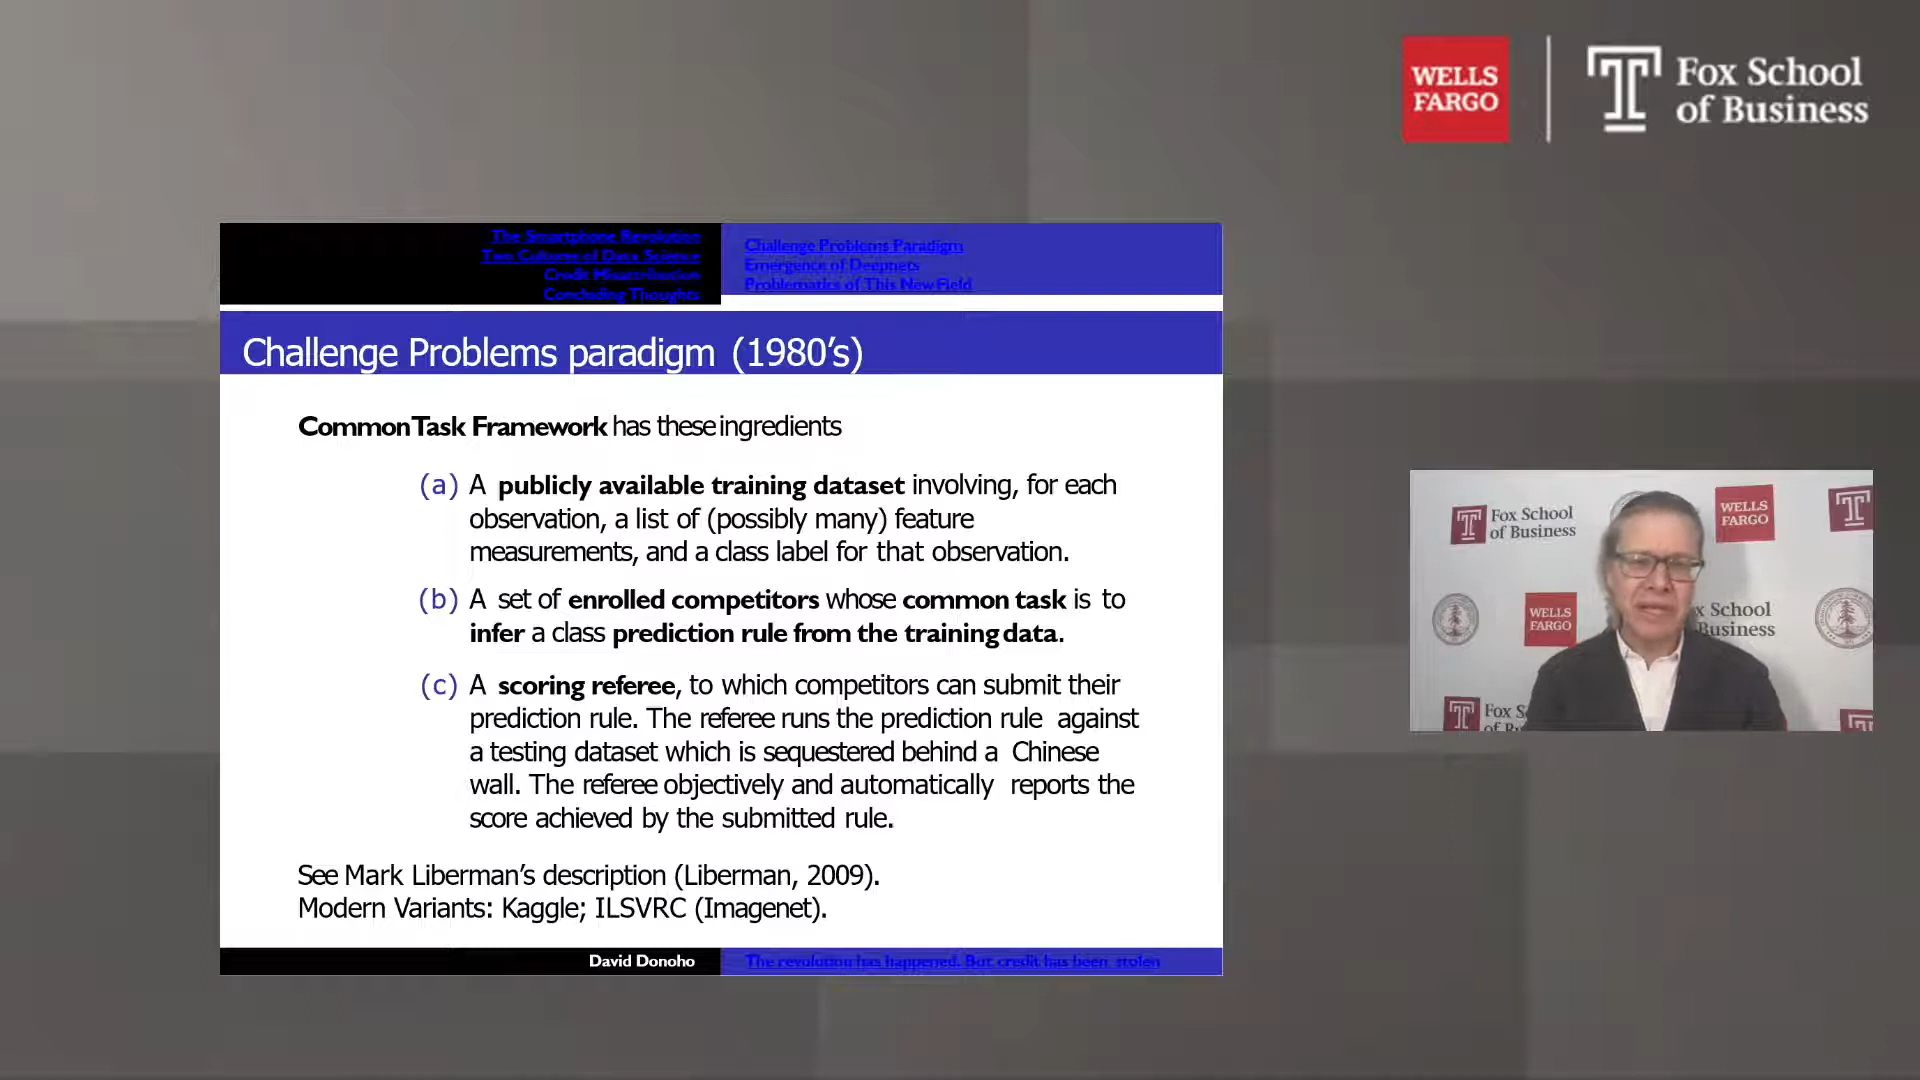 WELLS
FARGO
Fox School
of Business
The Smartphone Revolution
Two Cultures of Data Science
Credit Misattribution
Concluding Thoughts
Challenge Problems Paradigm
Emergence of Deepnets
Problematics of This New Field
Challenge Problems paradigm (1980’s)
Common Task Framework has these ingredients
(a) A publicly available training dataset involving, for each
observation, a list of (possibly many) feature
measurements, and a class label for that observation.
(b) A set of enrolled competitors whose common task is to
infer a class prediction rule from the training data.
(c) A scoring referee, to which competitors can submit their
prediction rule. The referee runs the prediction rule against
a testing dataset which is sequestered behind a Chinese
wall. The referee objectively and automatically reports the
score achieved by the submitted rule.
See Mark Liberman’s description (Liberman, 2009).
Modern Variants: Kaggle; ILSVRC (Imagenet).
David Donoho
The revolution has happened. But credit has been stolen
Fox School
of Business
WELLS
FARGO
WELLS
FARGO
x School
Business
Fox S
of Bu